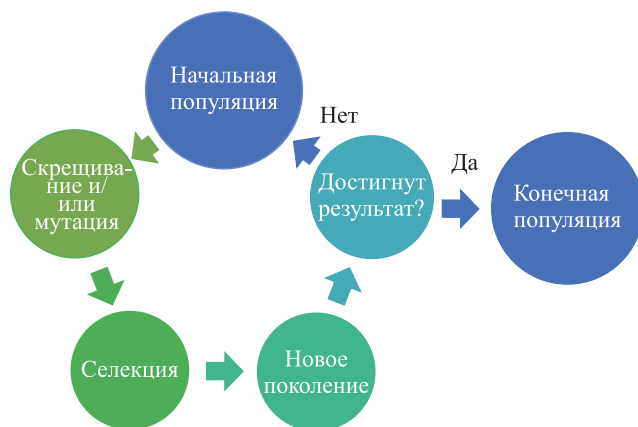 Начальная
популяция
Нет
Скрещива-
ние и/
или
мутация
Достигнут
результат?
Да
Конечная
популяция
Селекция
Новое
поколение